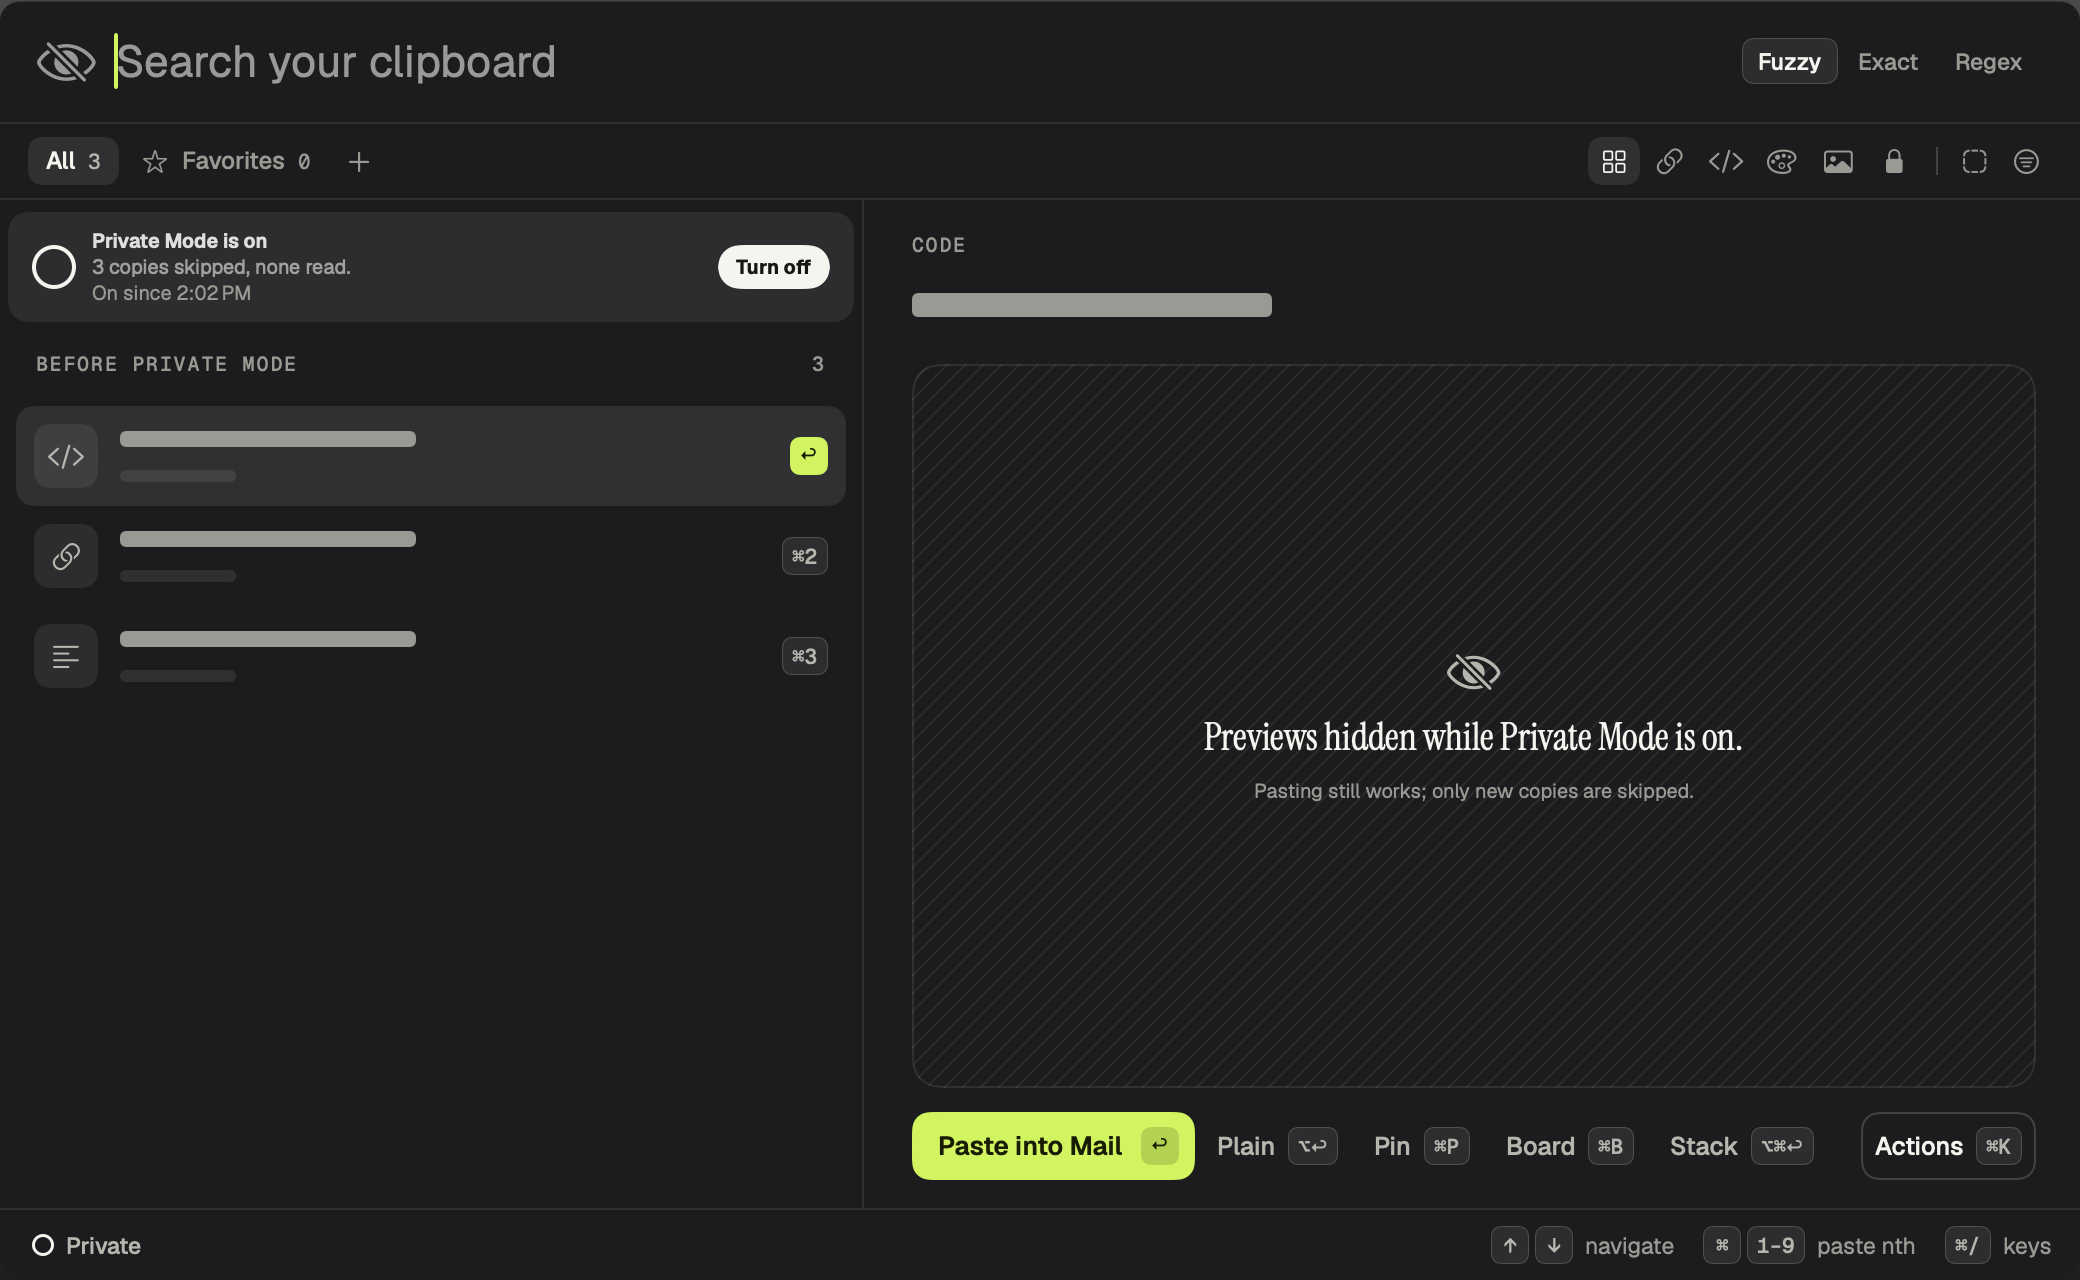 Search your clipboard
Fuzzy Exact Regex
All 3 Favorites 0
Private Mode is on
3 copies skipped, none read.
On since 2:02 PM
Turn off
BEFORE PRIVATE MODE 3
⌘2
⌘3
CODE
Previews hidden while Private Mode is on.
Pasting still works; only new copies are skipped.
Paste into Mail ↩ Plain ⌥↩ Pin ⌘P Board ⌘B Stack ⌥⌘↩ Actions ⌘K
Private
↑ ↓ navigate ⌘ 1-9 paste nth ⌘/ keys